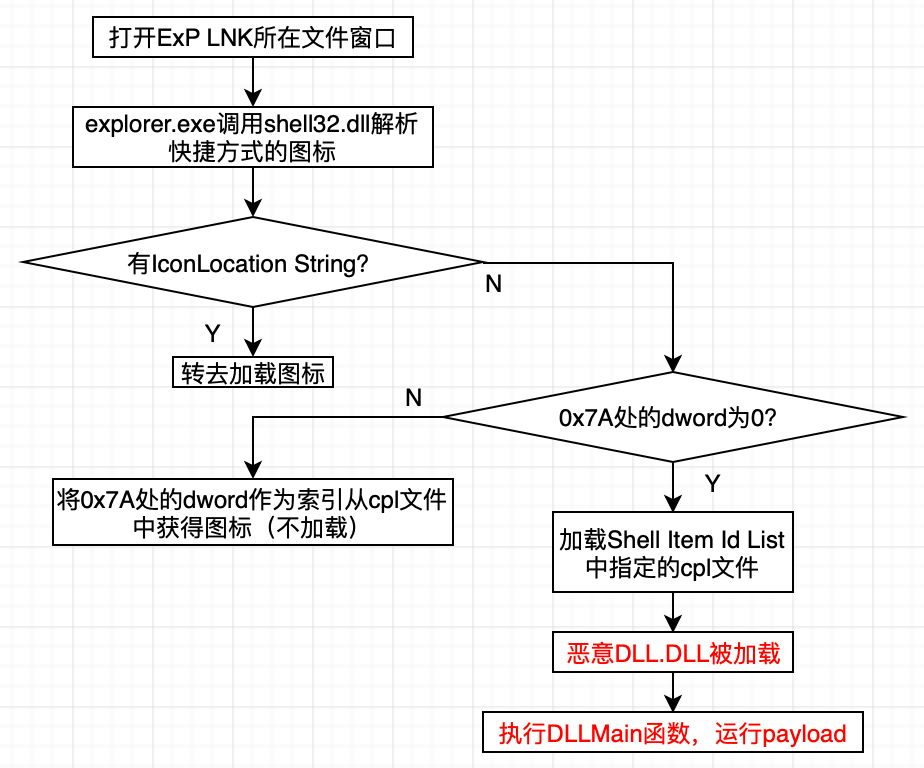 打开ExP LNK所在文件窗口
explorer.exe调用shell32.dll解析
快捷方式的图标
有IconLocation String?
N
Y
转去加载图标
N
0x7A处的dword为0?
Y
将0x7A处的dword作为索引从cpl文件
中获得图标（不加载）
加载Shell Item Id List
中指定的cpl文件
恶意DLL.DLL被加载
执行DLLMain函数，运行payload